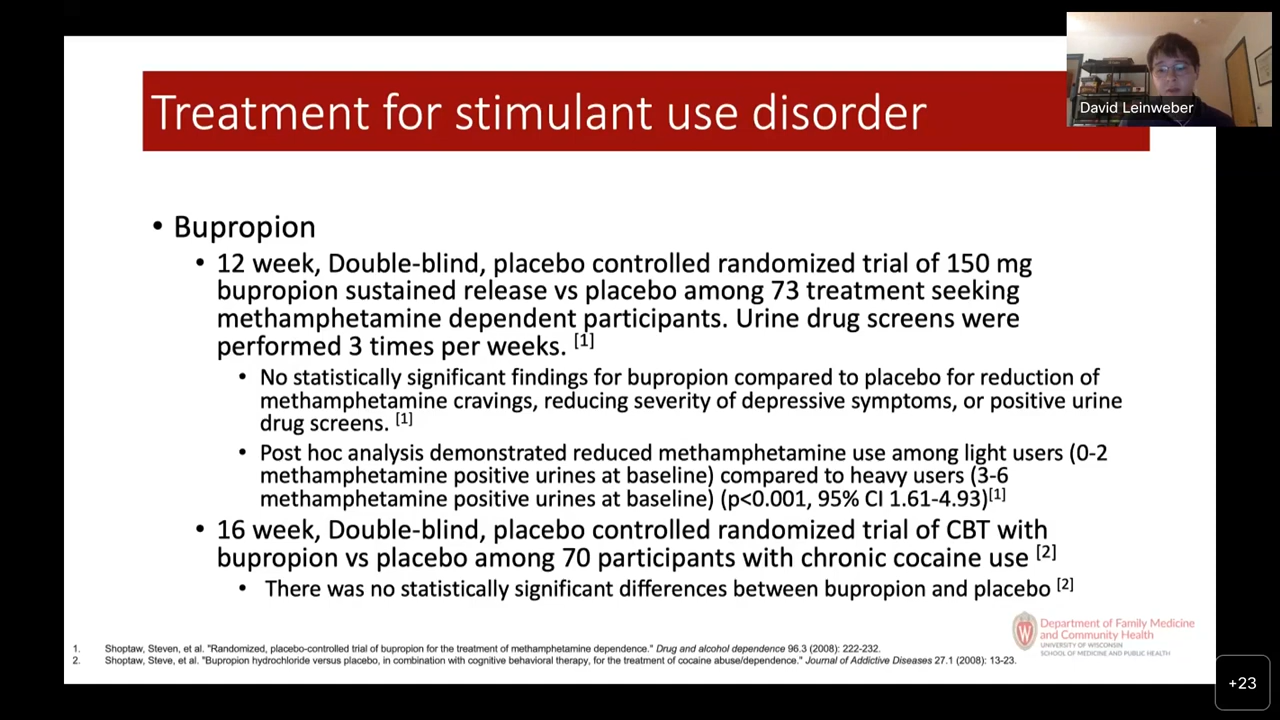 Treatment for stimulant use disorder
David Leinweber
• Bupropion
• 12 week, Double-blind, placebo controlled randomized trial of 150 mg
bupropion sustained release vs placebo among 73 treatment seeking
methamphetamine dependent participants. Urine drug screens were
performed 3 times per weeks. [1]
• No statistically significant findings for bupropion compared to placebo for reduction of
methamphetamine cravings, reducing severity of depressive symptoms, or positive urine
drug screens. [1]
• Post hoc analysis demonstrated reduced methamphetamine use among light users (0-2
methamphetamine positive urines at baseline) compared to heavy users (3-6
methamphetamine positive urines at baseline) (p<0.001, 95% CI 1.61-4.93)[1]
• 16 week, Double-blind, placebo controlled randomized trial of CBT with
bupropion vs placebo among 70 participants with chronic cocaine use [2]
• There was no statistically significant differences between bupropion and placebo [2]
W
Department of Family Medicine
and Community Health
UNIVERSITY OF WISCONSIN
SCHOOL OF MEDICINE AND PUBLIC HEALTH
1. Shoptaw, Steven, et al. "Randomized, placebo-controlled trial of bupropion for the treatment of methamphetamine dependence." Drug and alcohol dependence 96.3 (2008): 222-232.
2. Shoptaw, Steve, et al. "Bupropion hydrochloride versus placebo, in combination with cognitive behavioral therapy, for the treatment of cocaine abuse/dependence." Journal of Addictive Diseases 27.1 (2008): 13-23.
+23